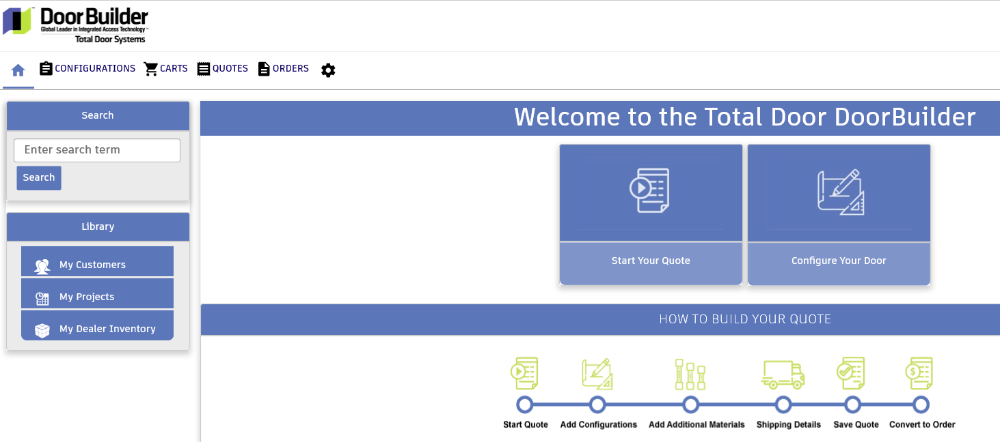 DoorBuilder
Global Leader in Integrated Access Technology™
Total Door Systems
CONFIGURATIONS CARTS QUOTES ORDERS
Search
Enter search term
Search
Library
My Customers
My Projects
My Dealer Inventory
Welcome to the Total Door DoorBuilder
Start Your Quote Configure Your Door
HOW TO BUILD YOUR QUOTE
Start Quote Add Configurations Add Additional Materials Shipping Details Save Quote Convert to Order